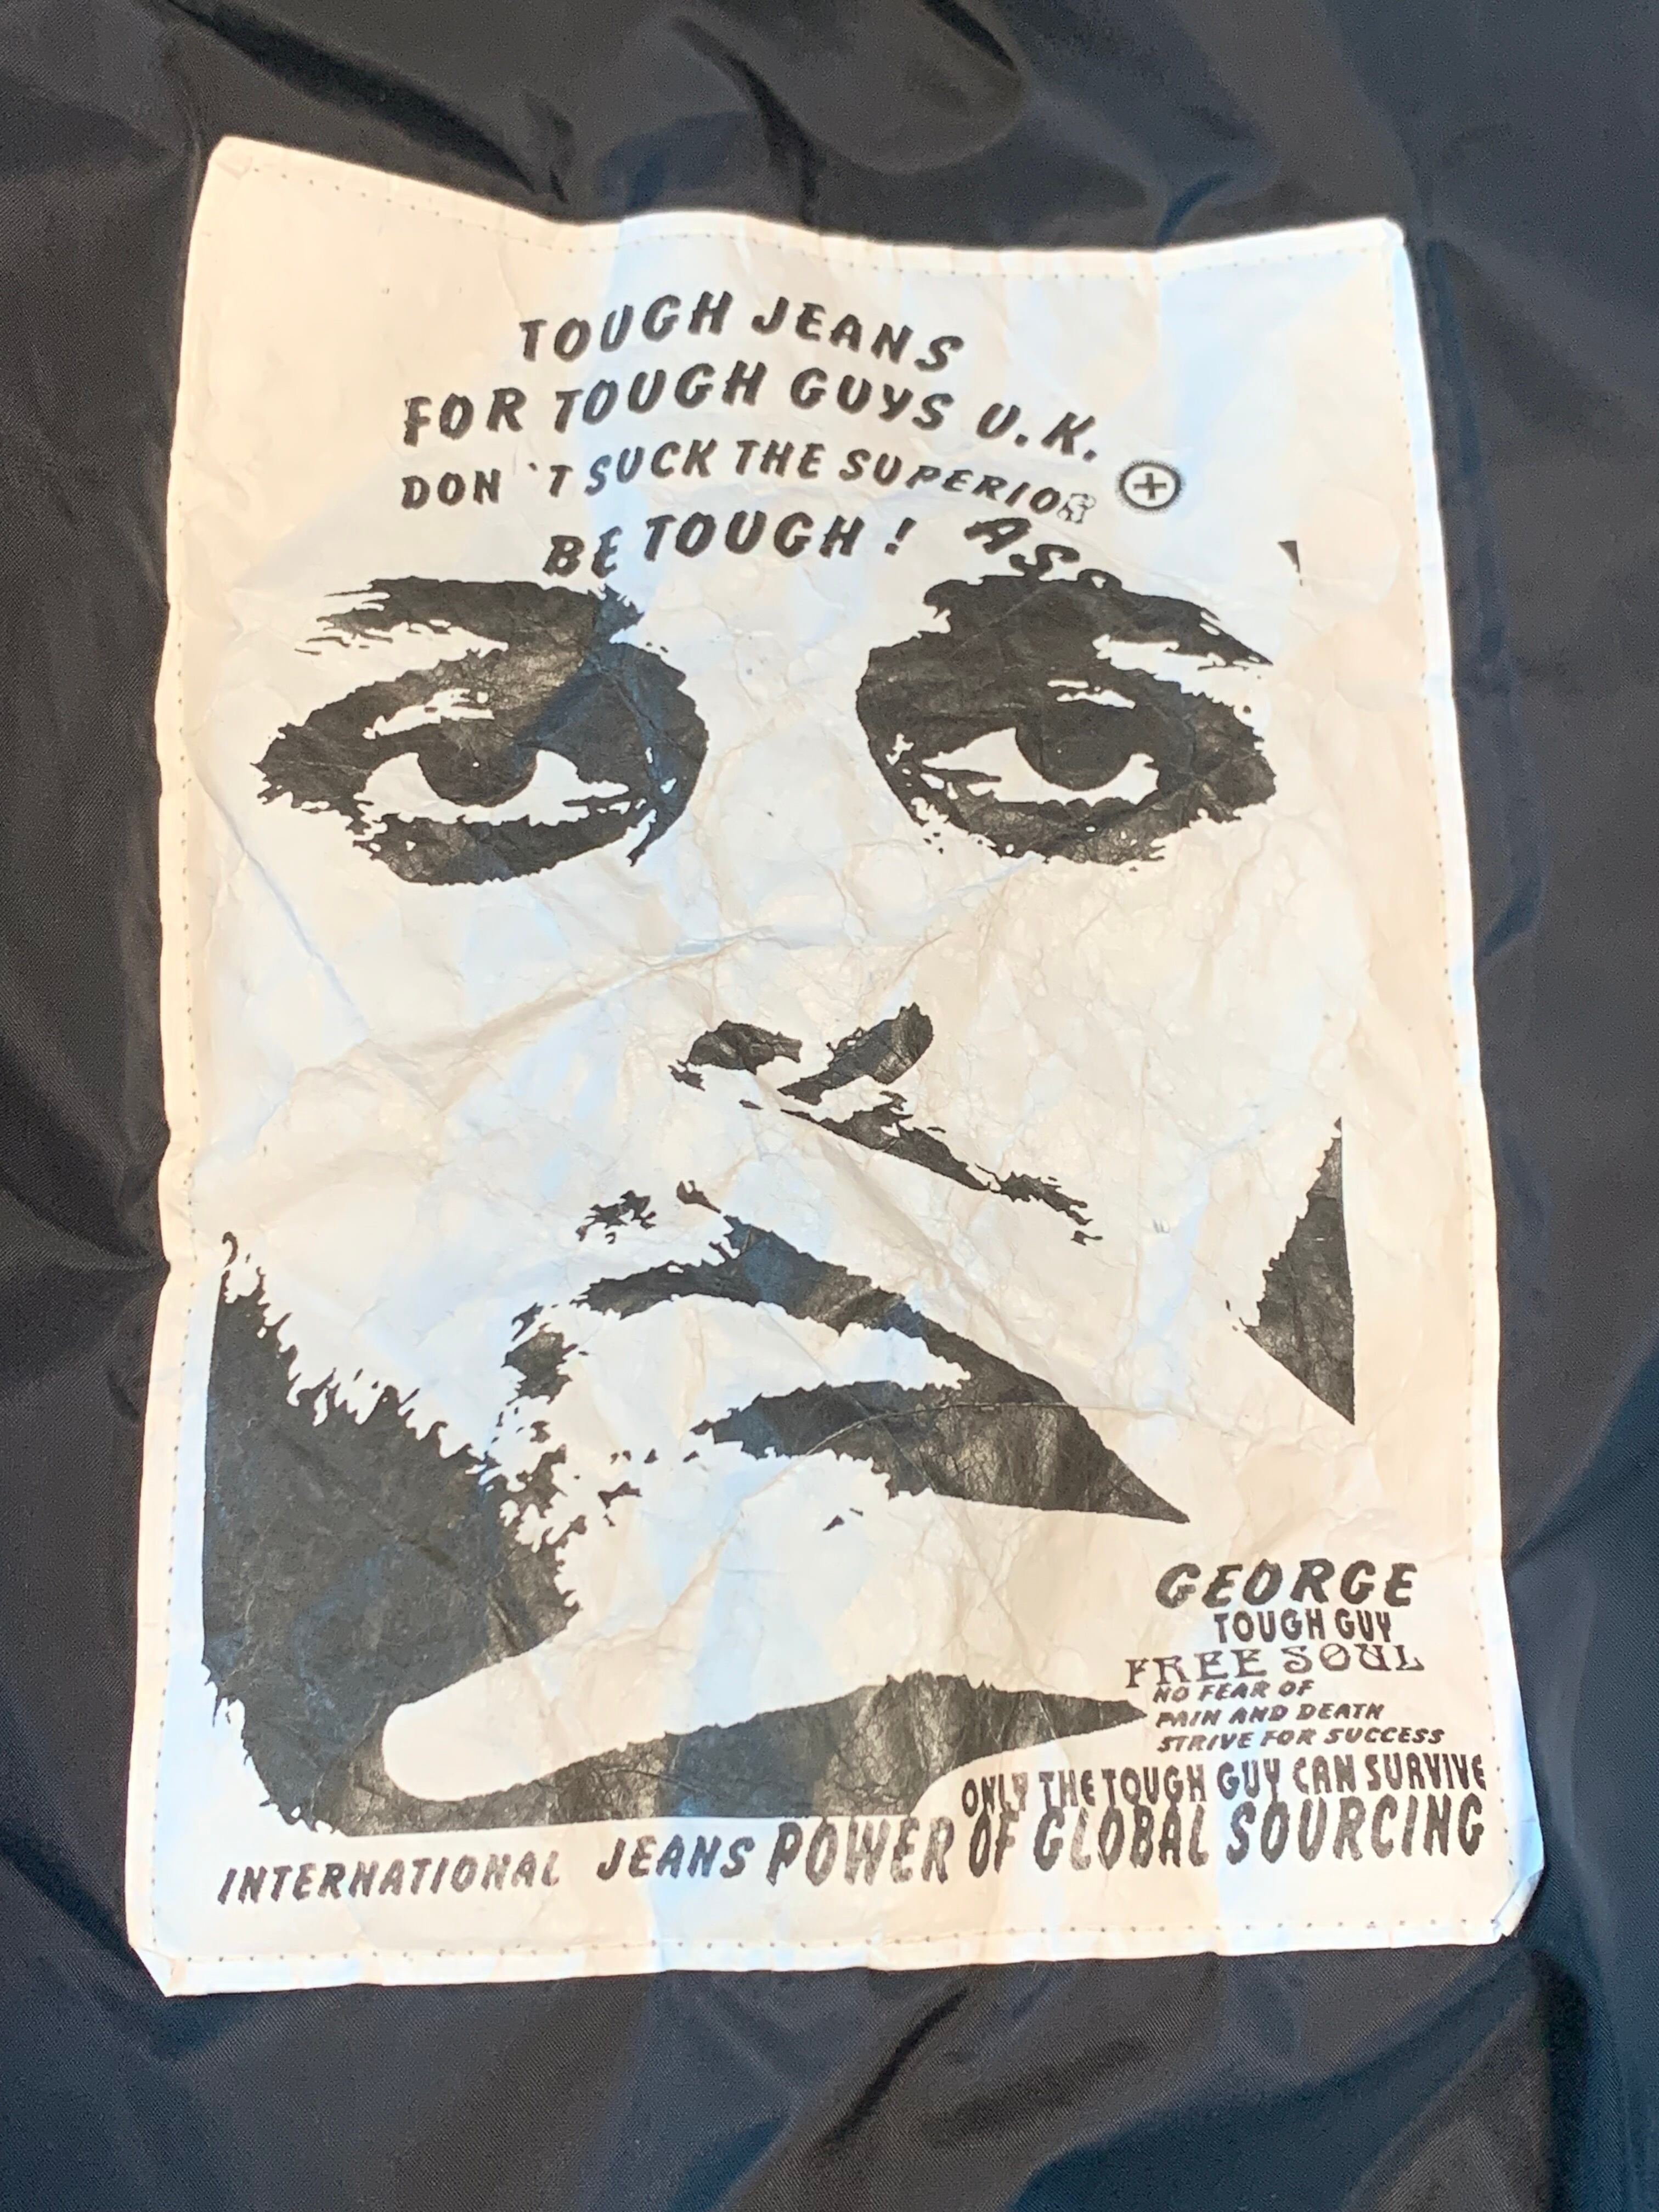 TOUGH JEANS
FOR TOUGH GUYS U.K.
DON 'T SUCK THE SUPERIOR
BE TOUGH !
GEORGE
TOUGH GUY
FREE SOUL
NO FEAR OF
PAIN AND DEATH
STRIVE FOR SUCCESS
ONLY THE TOUGH GUY CAN SURVIVE
INTERNATIONAL JEANS POWER OF GLOBAL SOURCING